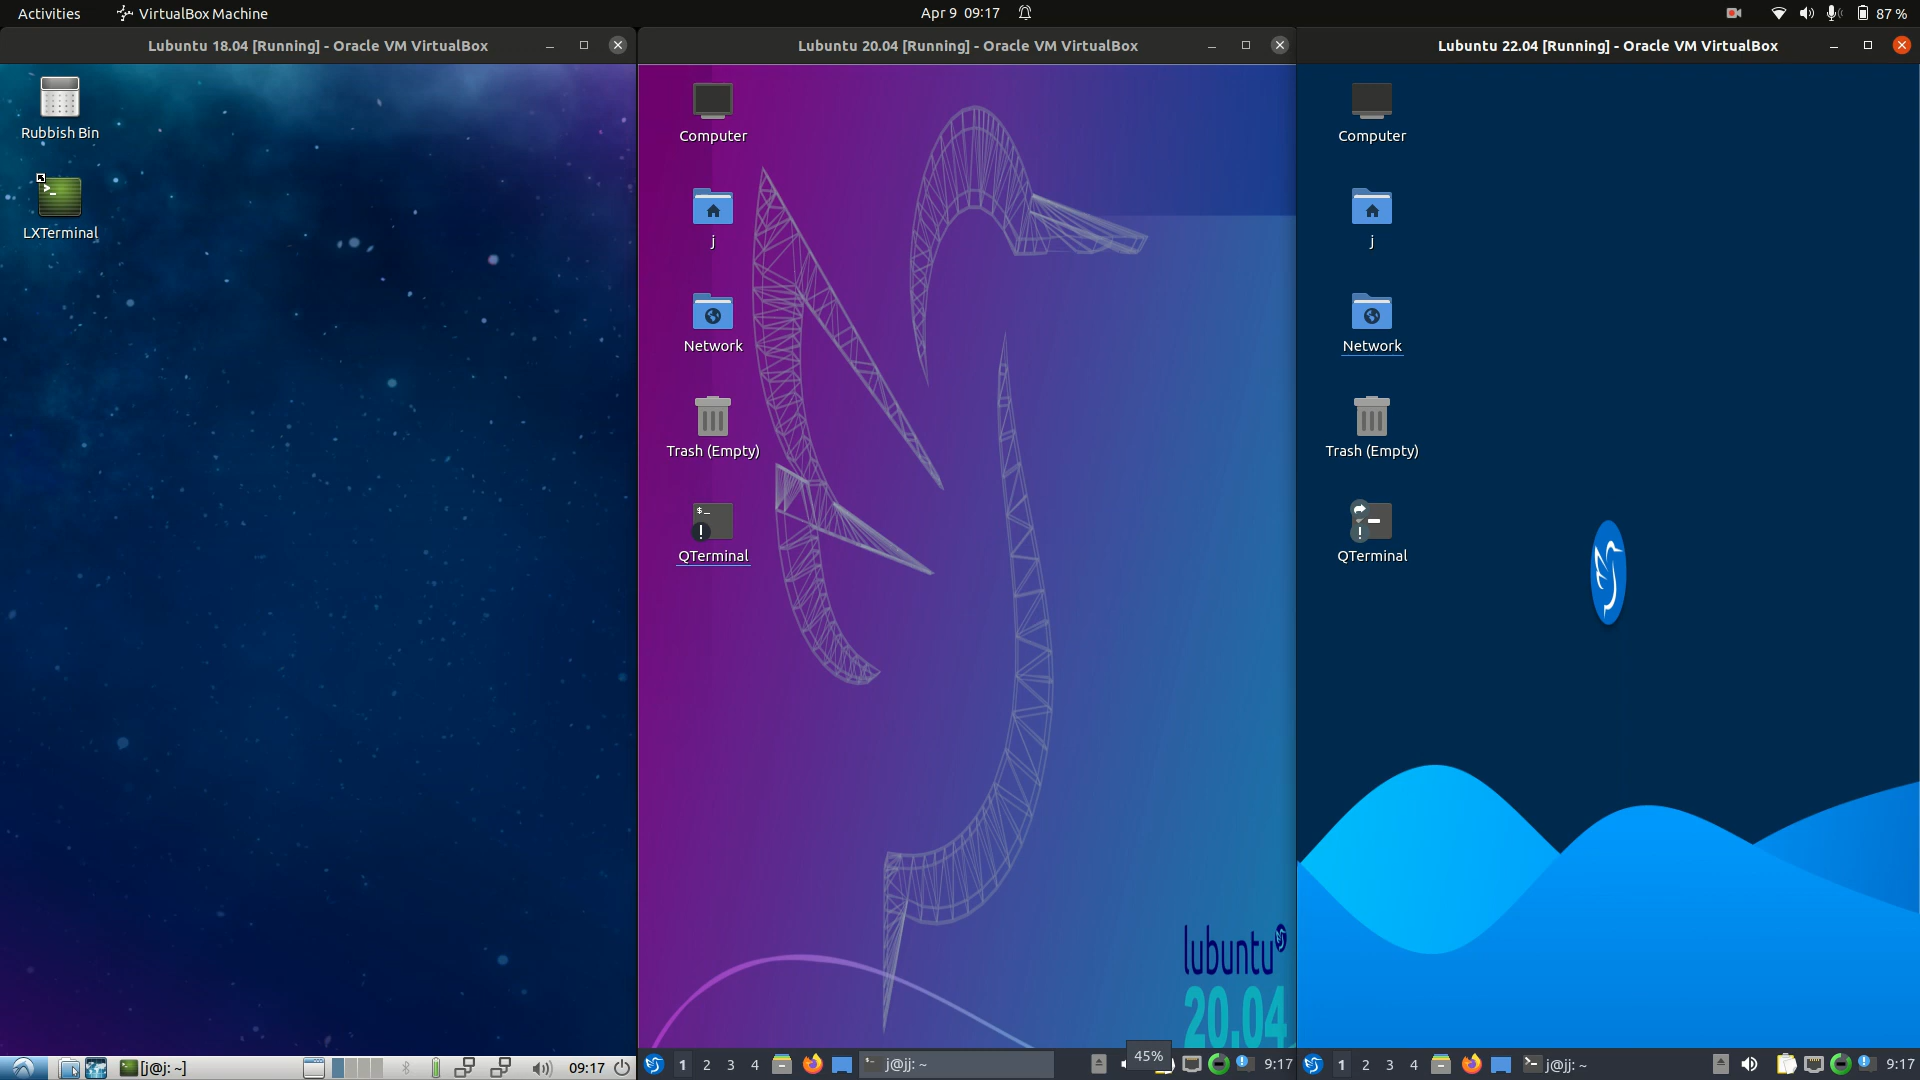 Activities
VirtualBox Machine
Apr 9 09:17
87 %
Lubuntu 18.04 [Running] - Oracle VM VirtualBox
Lubuntu 20.04 [Running] - Oracle VM VirtualBox
Lubuntu 22.04 [Running] - Oracle VM VirtualBox
Rubbish Bin
LXTerminal
[j@j: ~]
09:17
Computer
j
Network
Trash (Empty)
$_
!
QTerminal
lubuntu
20.04
1
2
3
4
j@jj: ~
45%
9:17
Computer
j
Network
Trash (Empty)
!
QTerminal
1
2
3
4
j@jj: ~
9:17